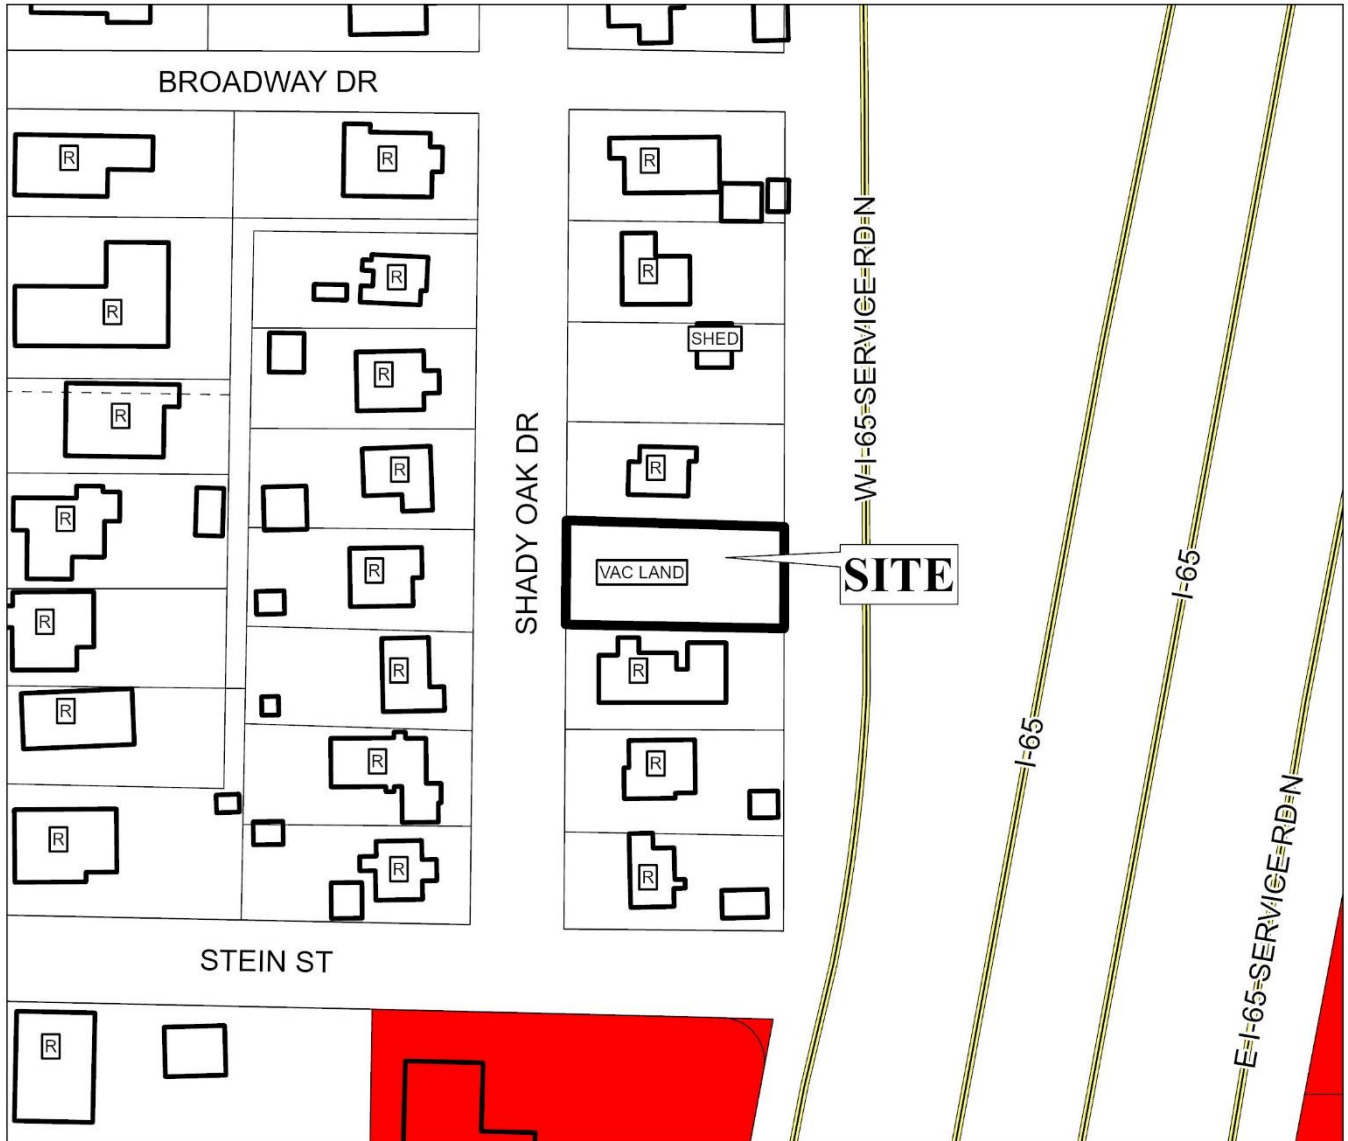 BROADWAY DR
R
R
R
R
R
R
SHED
W-I-65-SERVICE-RD-N
R
R
SHADY OAK DR
R
R
R
R
VAC LAND
SITE
I-65
R
R
R
R
I-65
R
R
R
R
R
E-I-65-SERVICE-RD-N
STEIN ST
R